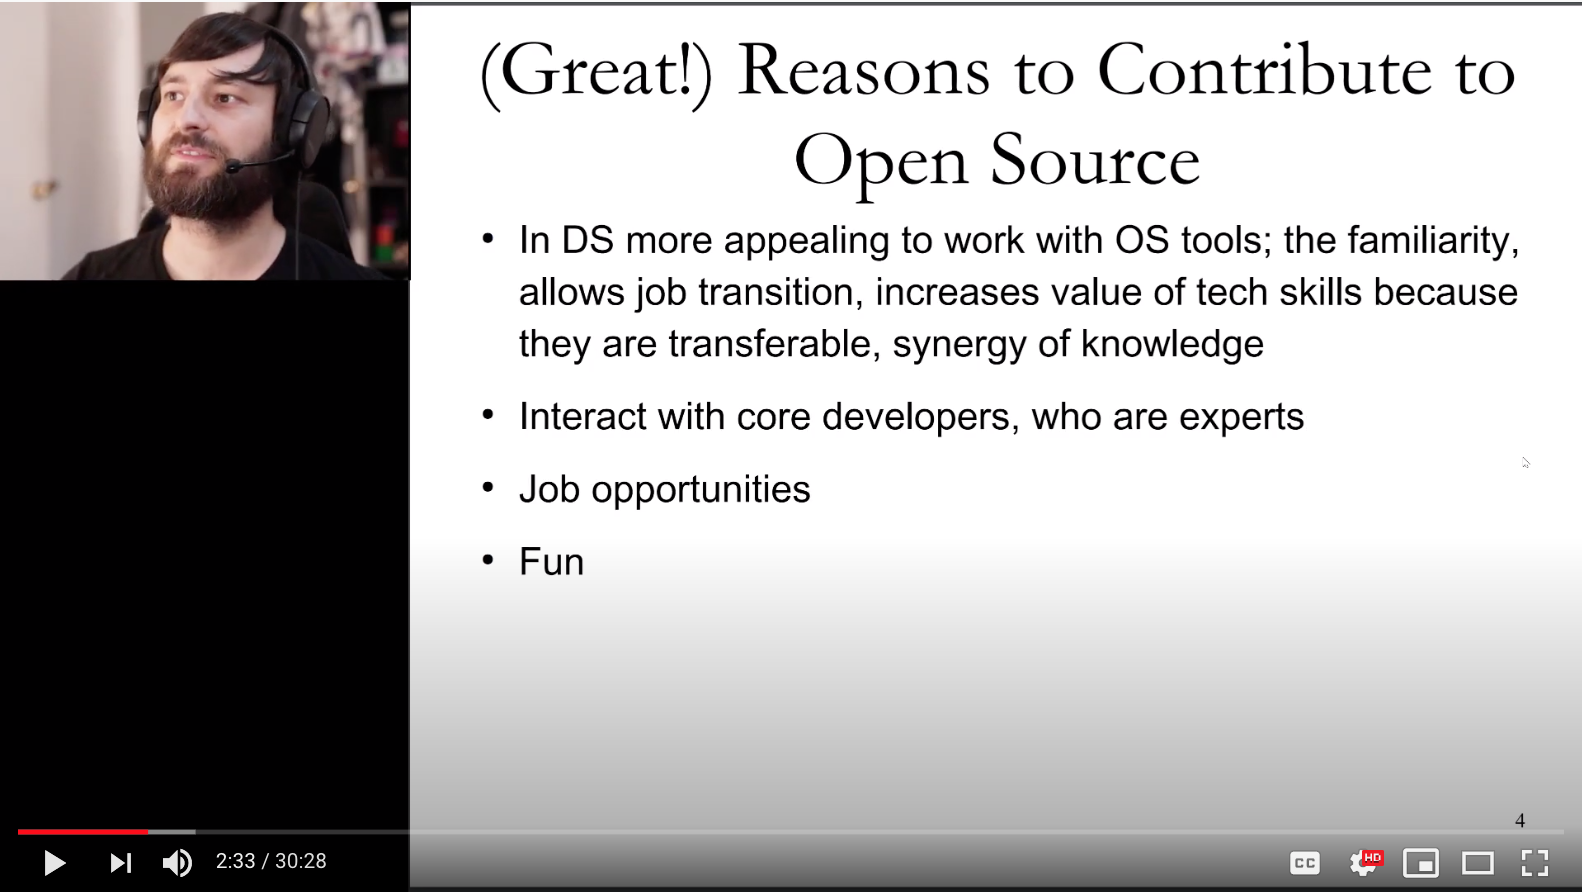 (Great!) Reasons to Contribute to
Open Source
• In DS more appealing to work with OS tools; the familiarity,
allows job transition, increases value of tech skills because
they are transferable, synergy of knowledge
• Interact with core developers, who are experts
• Job opportunities
• Fun
4
2:33 / 30:28
CC
HD